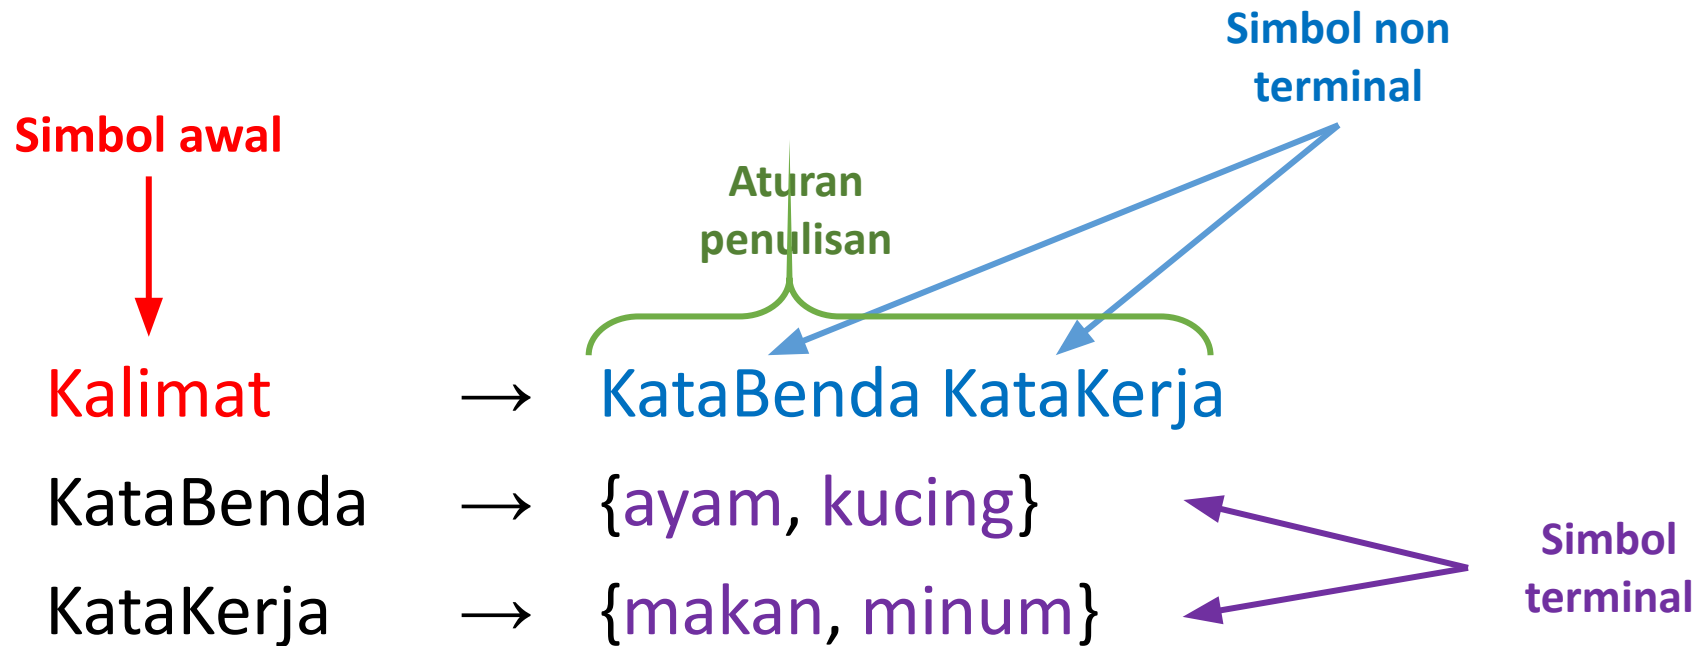 Simbol non
terminal
Simbol awal
Aturan
penulisan
Kalimat → KataBenda KataKerja
KataBenda → {ayam, kucing}
KataKerja → {makan, minum}
Simbol
terminal